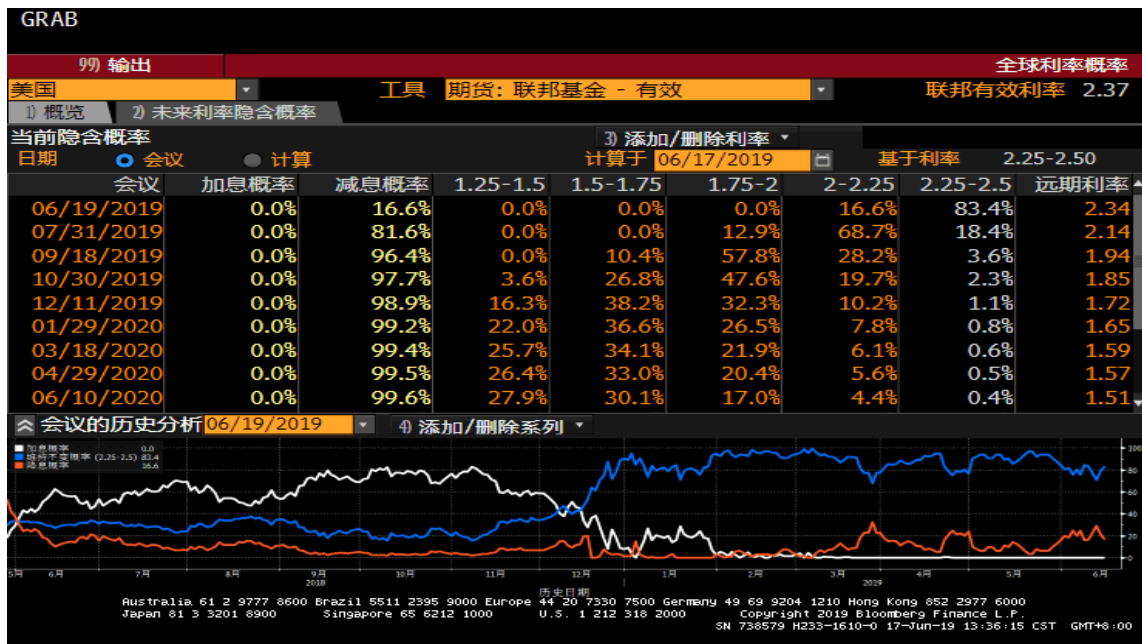 GRAB
99) 输出 全球利率概率
美国 工具 期货: 联邦基金 - 有效 联邦有效利率 2.37
1) 概览 2) 未来利率隐含概率
当前隐含概率 3) 添加/删除利率
日期 会议 计算 计算于 06/17/2019 基于利率 2.25-2.50
会议 加息概率 减息概率 1.25-1.5 1.5-1.75 1.75-2 2-2.25 2.25-2.5 远期利率
06/19/2019 0.0% 16.6% 0.0% 0.0% 0.0% 16.6% 83.4% 2.34
07/31/2019 0.0% 81.6% 0.0% 0.0% 12.9% 68.7% 18.4% 2.14
09/18/2019 0.0% 96.4% 0.0% 10.4% 57.8% 28.2% 3.6% 1.94
10/30/2019 0.0% 97.7% 3.6% 26.8% 47.6% 19.7% 2.3% 1.85
12/11/2019 0.0% 98.9% 16.3% 38.2% 32.3% 10.2% 1.1% 1.72
01/29/2020 0.0% 99.2% 22.0% 36.6% 26.5% 7.8% 0.8% 1.65
03/18/2020 0.0% 99.4% 25.7% 34.1% 21.9% 6.1% 0.6% 1.59
04/29/2020 0.0% 99.5% 26.4% 33.0% 20.4% 5.6% 0.5% 1.57
06/10/2020 0.0% 99.6% 27.9% 30.1% 17.0% 4.4% 0.4% 1.51
会议的历史分析 06/19/2019 4) 添加/删除系列
加息概率 0.0
维持不变概率 (2.25-2.5) 83.4
降息概率 16.6
100
80
60
40
20
0
5月 6月 7月 8月 9月 10月 11月 12月 1月 2月 3月 4月 5月 6月
2018 2019
历史日期
Australia 61 2 9777 8600 Brazil 5511 2395 9000 Europe 44 20 7330 7500 Germany 49 69 9204 1210 Hong Kong 852 2977 6000
Japan 81 3 3201 8900 Singapore 65 6212 1000 U.S. 1 212 318 2000 Copyright 2019 Bloomberg Finance L.P.
SN 738579 H233-1610-0 17-Jun-19 13:36:15 CST GMT+8:00